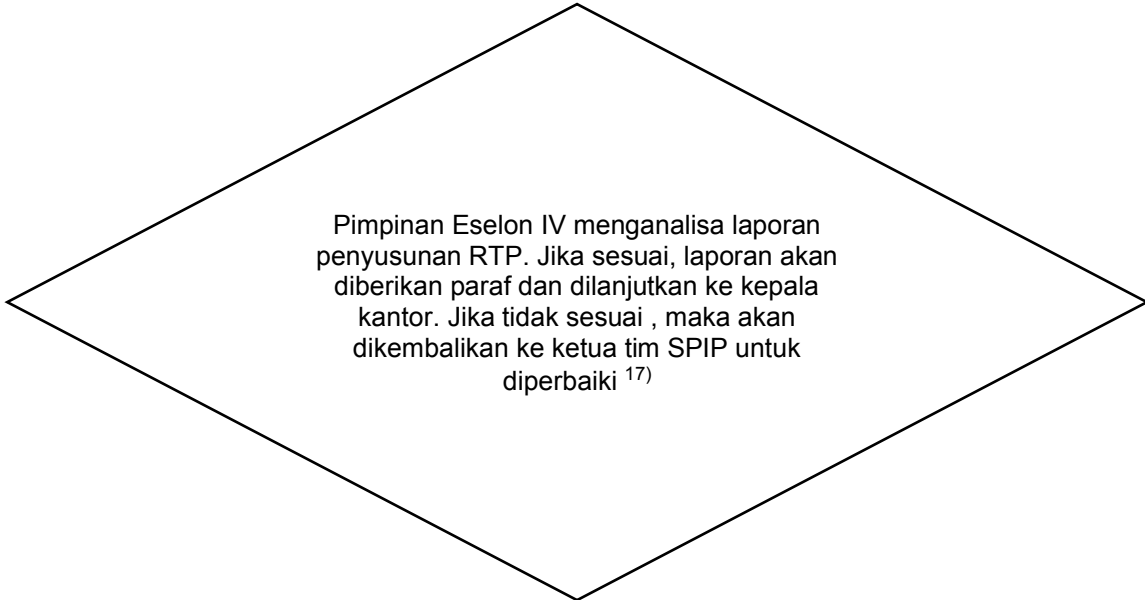 Pimpinan Eselon IV menganalisa laporan
penyusunan RTP. Jika sesuai, laporan akan
diberikan paraf dan dilanjutkan ke kepala
kantor. Jika tidak sesuai , maka akan
dikembalikan ke ketua tim SPIP untuk
diperbaiki 17)